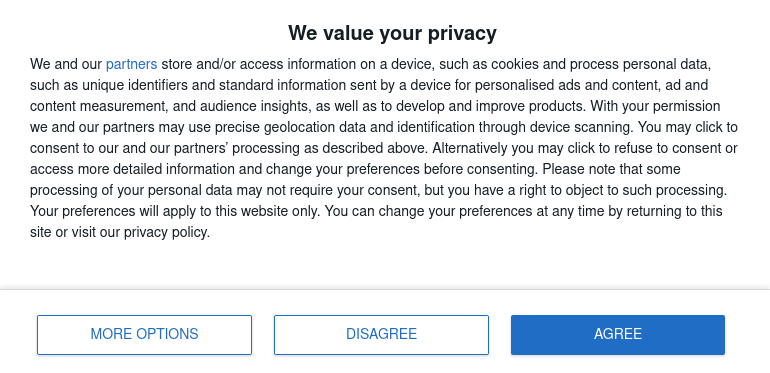 We value your privacy
We and our partners store and/or access information on a device, such as cookies and process personal data,
such as unique identifiers and standard information sent by a device for personalised ads and content, ad and
content measurement, and audience insights, as well as to develop and improve products. With your permission
we and our partners may use precise geolocation data and identification through device scanning. You may click to
consent to our and our partners’ processing as described above. Alternatively you may click to refuse to consent or
access more detailed information and change your preferences before consenting. Please note that some
processing of your personal data may not require your consent, but you have a right to object to such processing.
Your preferences will apply to this website only. You can change your preferences at any time by returning to this
site or visit our privacy policy.
MORE OPTIONS
DISAGREE
AGREE